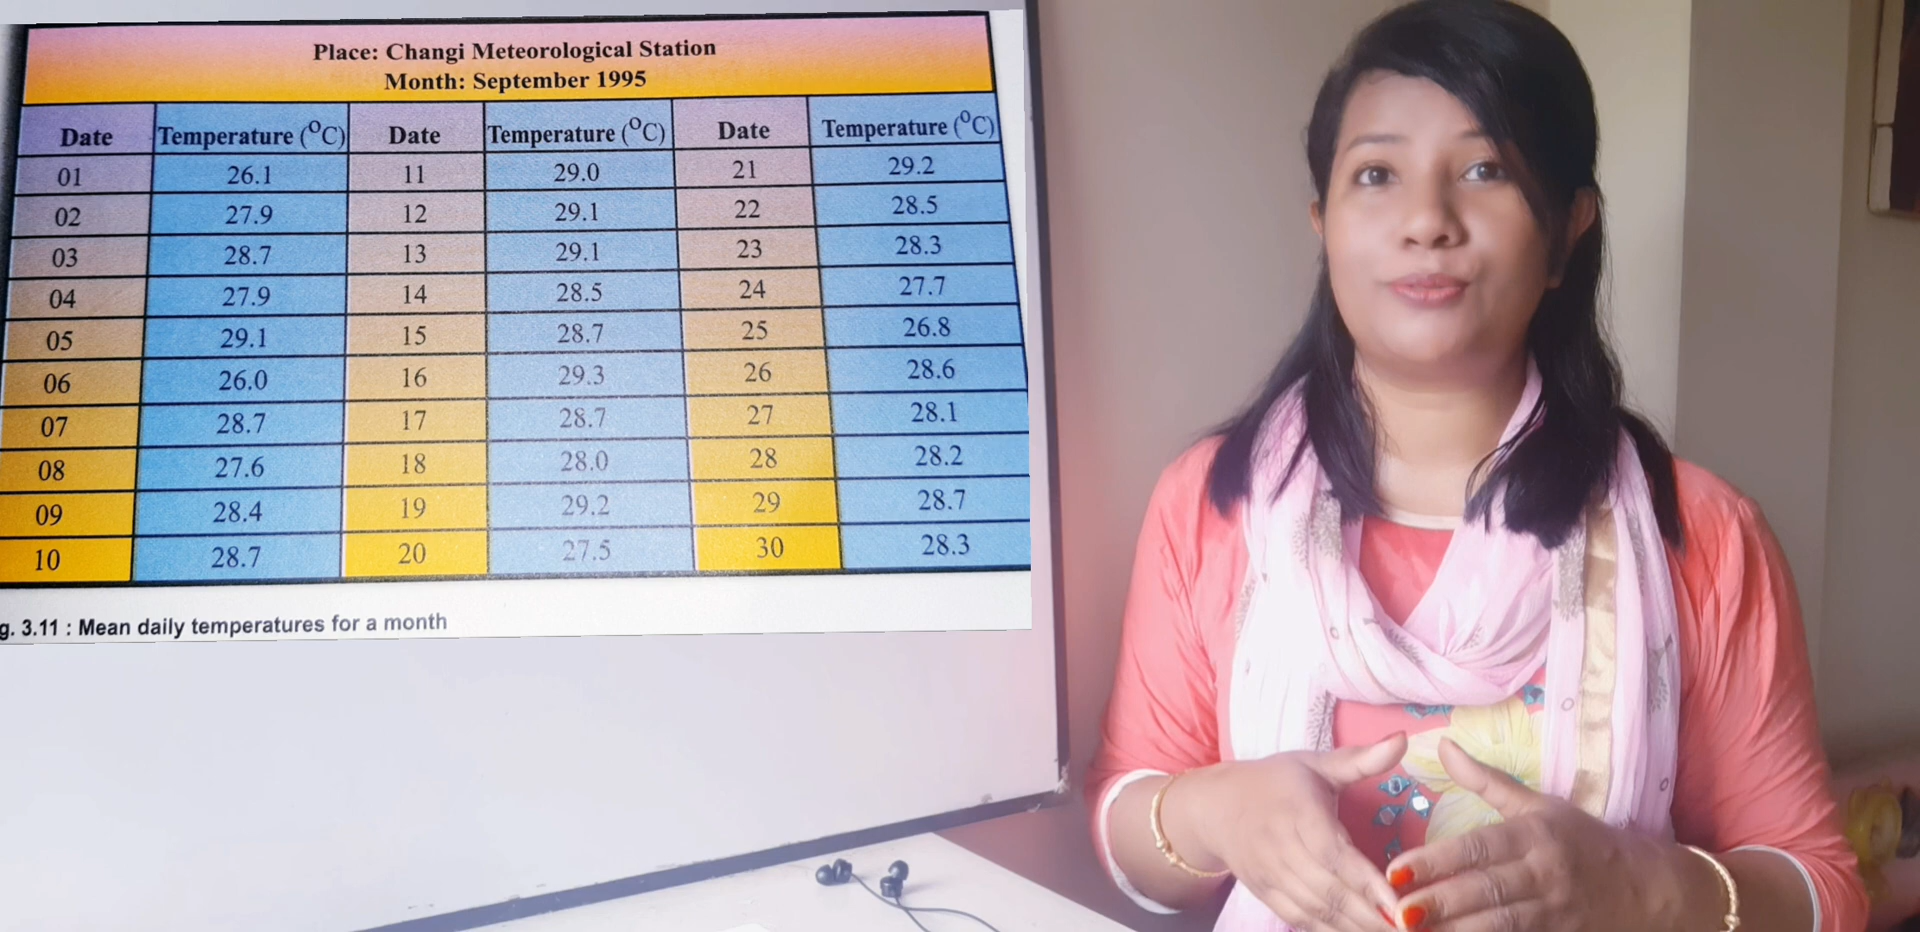 Place: Changi Meteorological Station
Month: September 1995
Date Temperature (°C) Date Temperature (°C) Date Temperature (°C)
01 26.1 11 29.0 21 29.2
02 27.9 12 29.1 22 28.5
03 28.7 13 29.1 23 28.3
04 27.9 14 28.5 24 27.7
05 29.1 15 28.7 25 26.8
06 26.0 16 29.3 26 28.6
07 28.7 17 28.7 27 28.1
08 27.6 18 28.0 28 28.2
09 28.4 19 29.2 29 28.7
10 28.7 20 27.5 30 28.3
g. 3.11 : Mean daily temperatures for a month